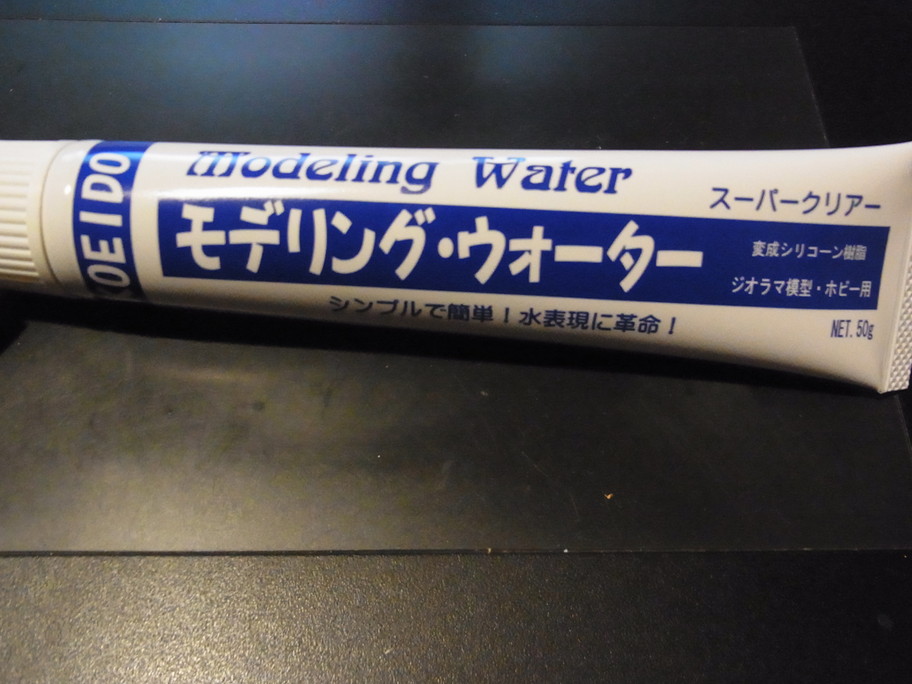 KOEIDO
Modeling Water
スーパークリアー
モデリング・ウォーター
変成シリコーン樹脂
ジオラマ模型・ホビー用
シンプルで簡単！水表現に革命！
NET. 50g